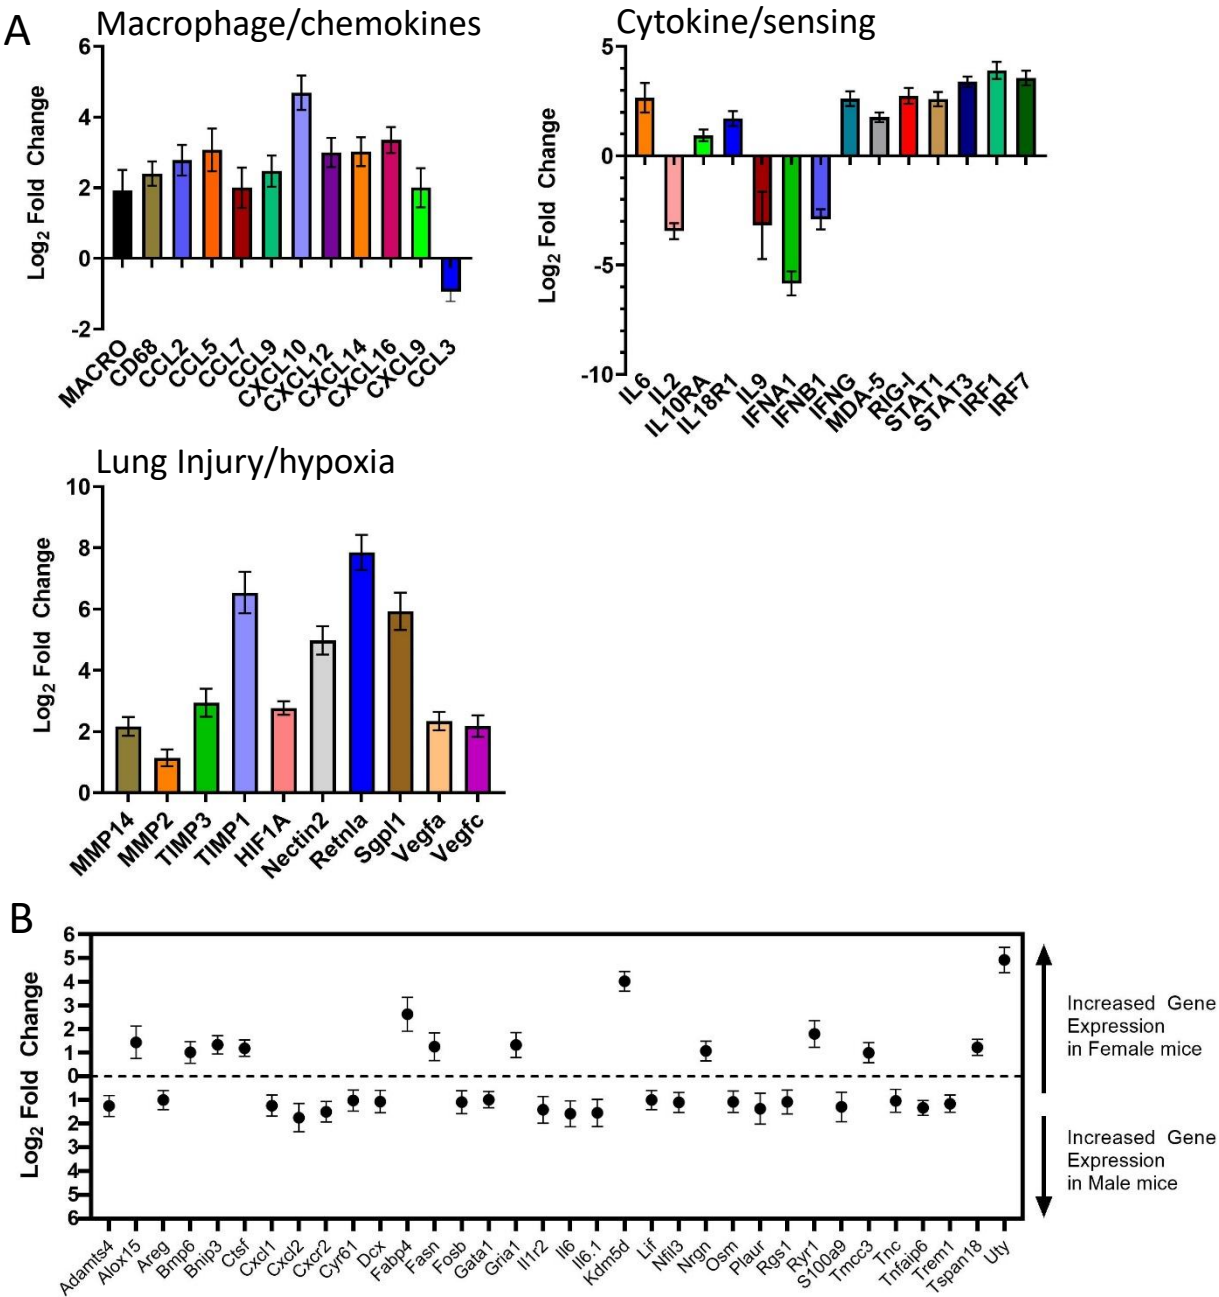 A
Macrophage/chemokines
Log2 Fold Change
6
4
2
0
-2
MACRO
CD68
CCL2
CCL5
CCL7
CCL9
CXCL10
CXCL12
CXCL14
CXCL16
CXCL9
CCL3
Cytokine/sensing
Log2 Fold Change
5
0
-5
-10
IL6
IL2
IL10RA
IL18R1
IL9
IFNA1
IFNB1
IFNG
MDA-5
RIG-I
STAT1
STAT3
IRF1
IRF7
Lung Injury/hypoxia
Log2 Fold Change
10
8
6
4
2
0
MMP14
MMP2
TIMP3
TIMP1
HIF1A
Nectin2
Retnla
Sgpl1
Vegfa
Vegfc
B
Log2 Fold Change
6
5
4
3
2
1
0
1
2
3
4
5
6
Adamts4
Alox15
Areg
Bmp6
Bnip3
Ctsf
Cxcl1
Cxcl2
Cxcr2
Cyr61
Dcx
Fabp4
Fasn
Fosb
Gata1
Gria1
Il1r2
Il6
Il6.1
Kdm5d
Lif
Nfil3
Nrgn
Osm
Plaur
Rgs1
Ryr1
S100a9
Tmcc3
Tnc
Tnfaip6
Trem1
Tspan18
Uty
Increased Gene
Expression
in Female mice
Increased Gene
Expression
in Male mice